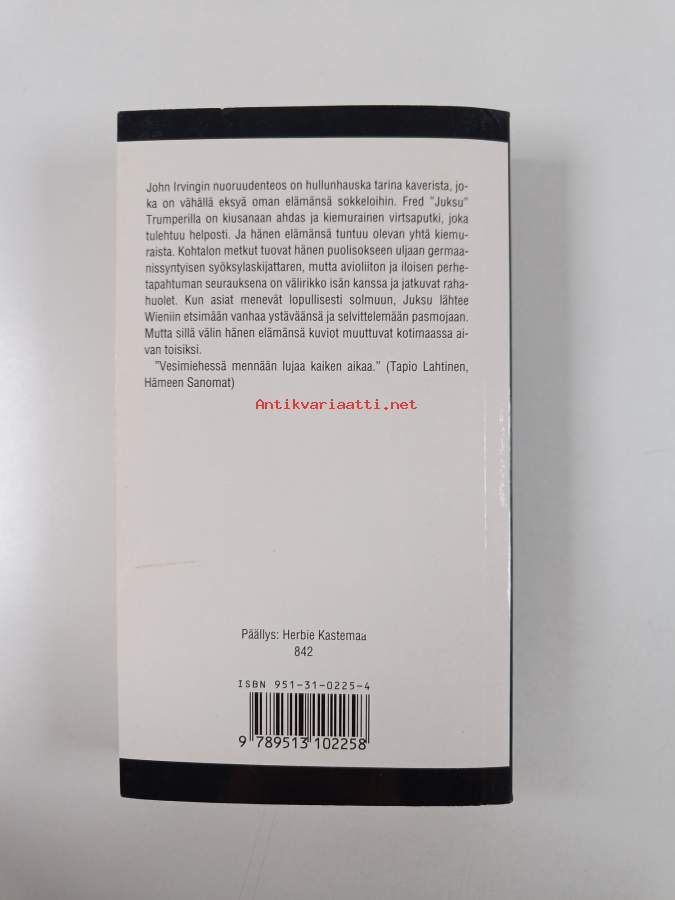 John Irvingin nuoruudenteos on hullunhauska tarina kaverista, jo-
ka on vähällä eksyä oman elämänsä sokkeloihin. Fred "Juksu"
Trumperilla on kiusanaan ahdas ja kiemurainen virtsaputki, joka
tulehtuu helposti. Ja hänen elämänsä tuntuu olevan yhtä kiemu-
raista. Kohtalon metkut tuovat hänen puolisokseen uljaan germaa-
nissyntyisen syöksylaskijattaren, mutta avioliiton ja iloisen perhe-
tapahtuman seurauksena on välirikko isän kanssa ja jatkuvat raha-
huolet. Kun asiat menevät lopullisesti solmuun, Juksu lähtee
Wieniin etsimään vanhaa ystäväänsä ja selvittelemään pasmojaan.
Mutta sillä välin hänen elämänsä kuviot muuttuvat kotimaassa ai-
van toisiksi.
"Vesimiehessä mennään lujaa kaiken aikaa." (Tapio Lahtinen,
Hämeen Sanomat)
Antikvariaatti.net
Päällys: Herbie Kastemaa
842
ISBN 951-31-0225-4
9 789513 102258